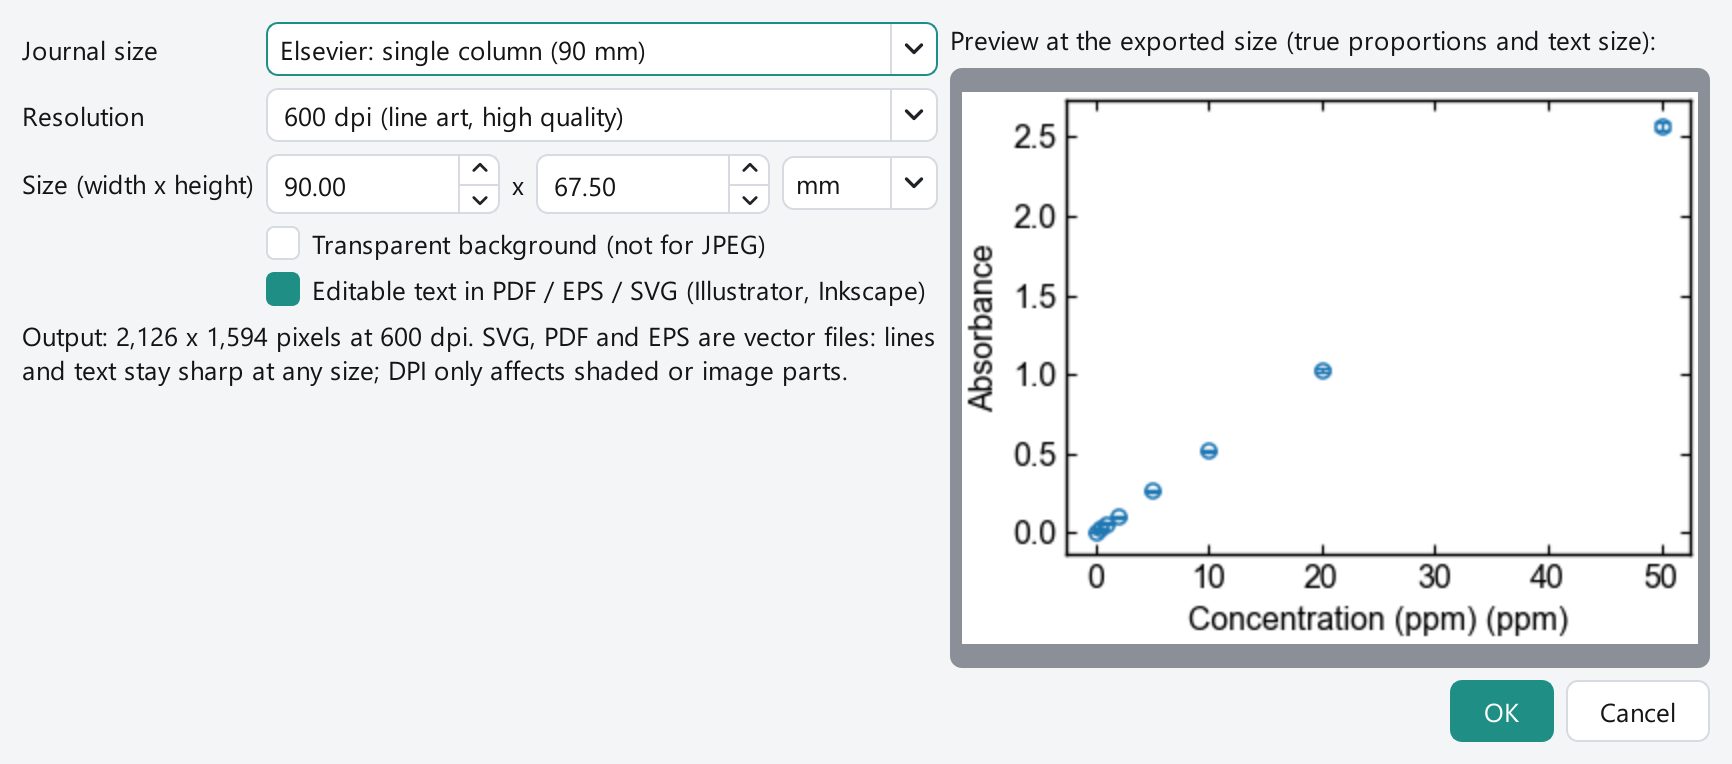 Journal size
Elsevier: single column (90 mm)
Resolution
600 dpi (line art, high quality)
Size (width x height)
90.00
x
67.50
mm
Transparent background (not for JPEG)
Editable text in PDF / EPS / SVG (Illustrator, Inkscape)
Output: 2,126 x 1,594 pixels at 600 dpi. SVG, PDF and EPS are vector files: lines
and text stay sharp at any size; DPI only affects shaded or image parts.
Preview at the exported size (true proportions and text size):
Absorbance
2.5
2.0
1.5
1.0
0.5
0.0
0 10 20 30 40 50
Concentration (ppm) (ppm)
OK
Cancel